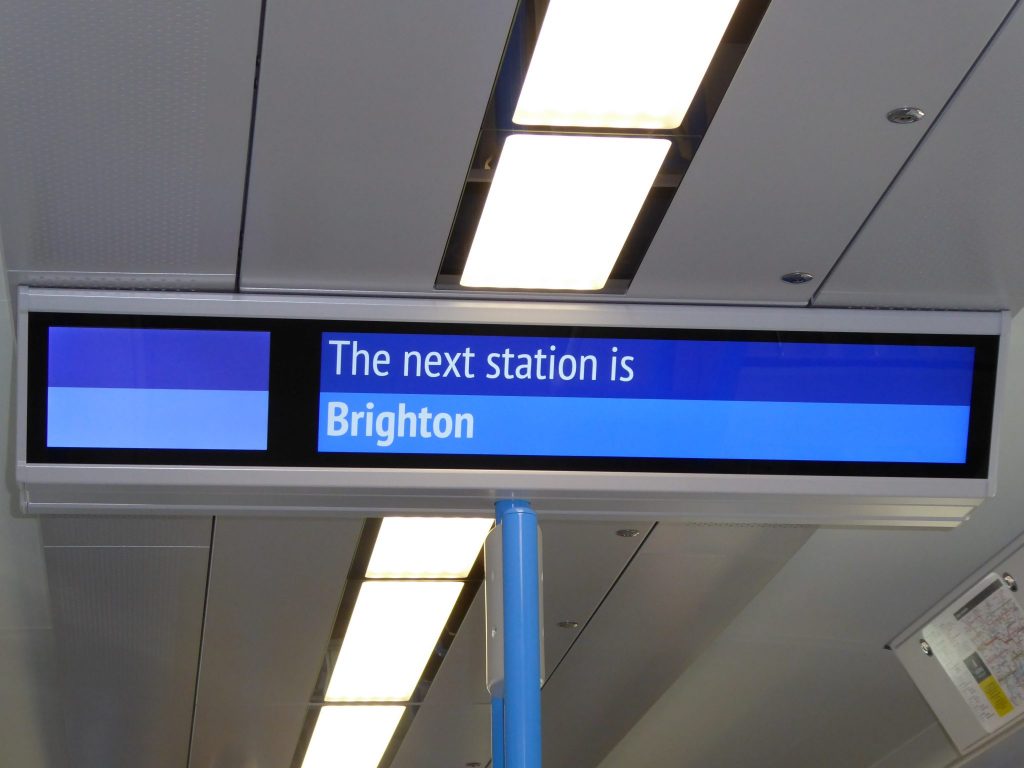 The next station is
Brighton